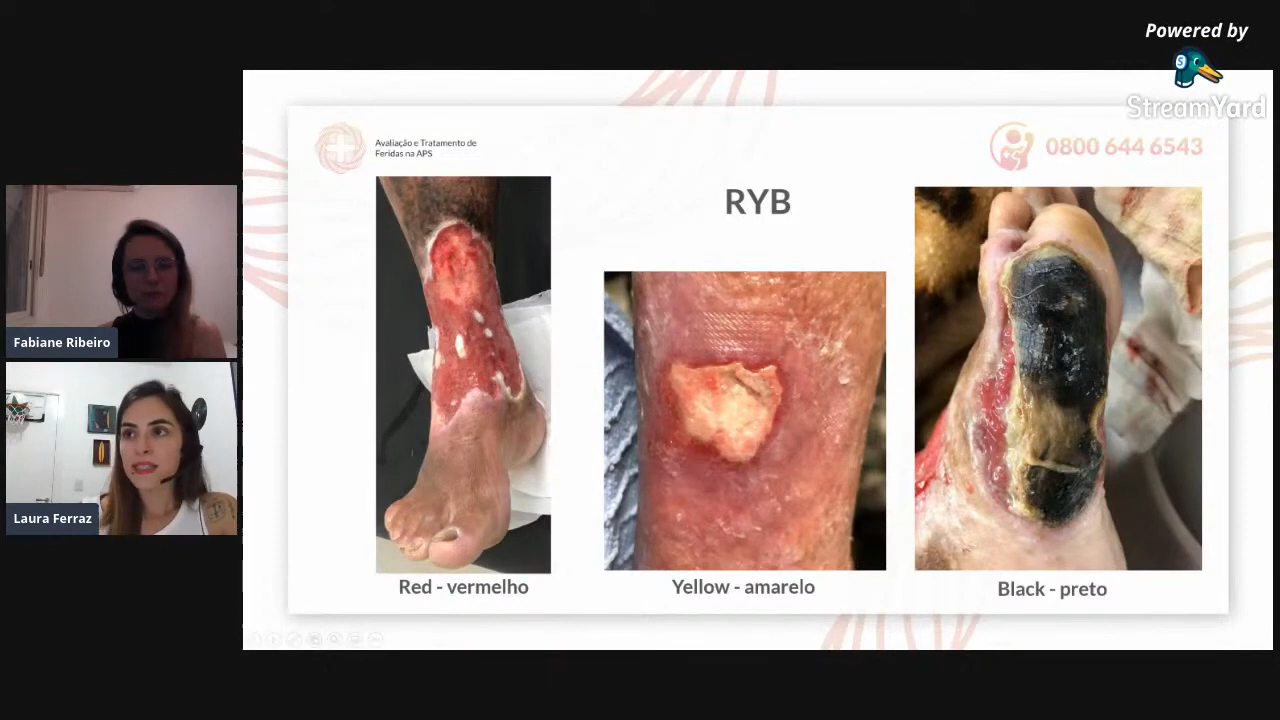 Powered by
StreamYard
Avaliação e Tratamento de
Feridas na APS
0800 644 6543
RYB
Fabiane Ribeiro
Laura Ferraz
Red - vermelho
Yellow - amarelo
Black - preto